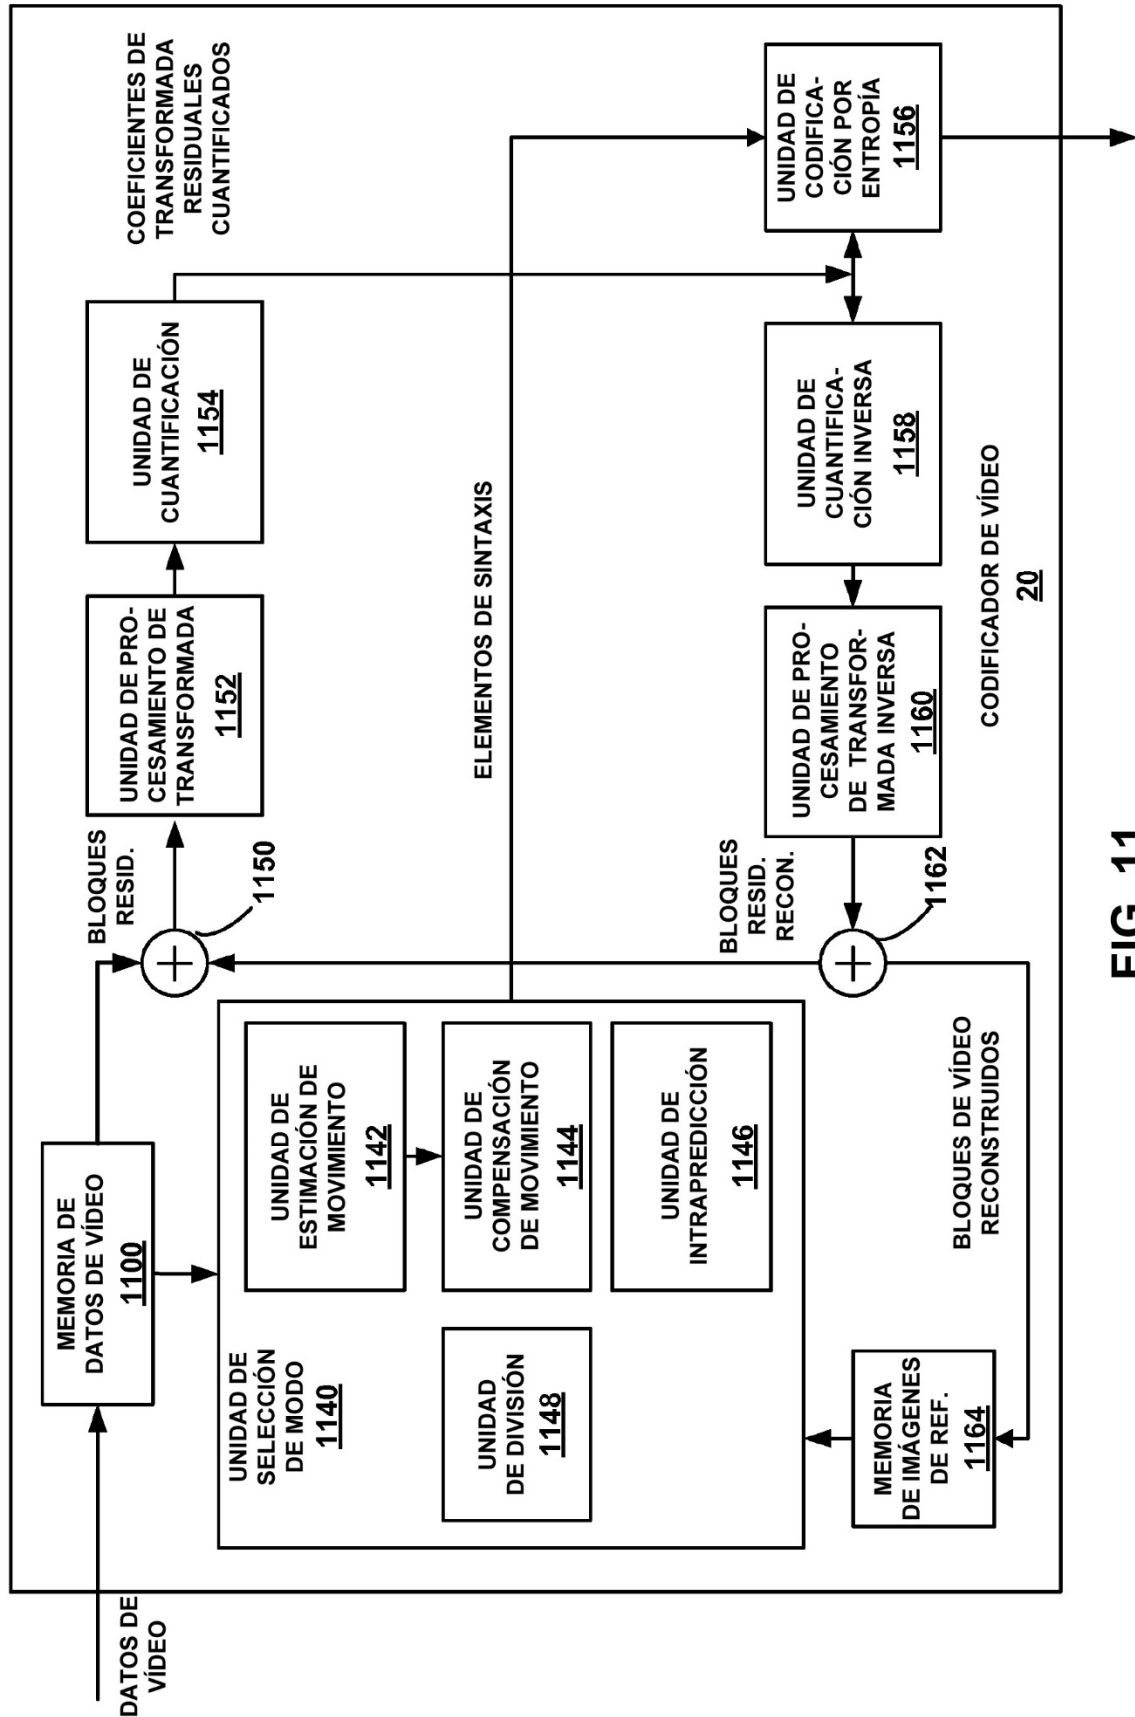 DATOS DE
VÍDEO
MEMORIA DE
DATOS DE VÍDEO
1100
BLOQUES
RESID.
1150
UNIDAD DE PRO-
CESAMIENTO DE
TRANSFORMADA
1152
UNIDAD DE
CUANTIFICACIÓN
1154
COEFICIENTES DE
TRANSFORMADA
RESIDUALES
CUANTIFICADOS
UNIDAD DE
SELECCIÓN
DE MODO
1140
UNIDAD DE
ESTIMACIÓN DE
MOVIMIENTO
1142
UNIDAD DE
COMPENSACIÓN
DE MOVIMIENTO
1144
UNIDAD
DE DIVISIÓN
1148
UNIDAD DE
INTRAPREDICCIÓN
1146
ELEMENTOS DE SINTAXIS
MEMORIA
DE IMÁGENES
DE REF.
1164
BLOQUES DE VÍDEO
RECONSTRUIDOS
BLOQUES
RESID.
RECON.
1162
UNIDAD DE PRO-
CESAMIENTO
DE TRANSFOR-
MADA INVERSA
1160
UNIDAD DE
CUANTIFICA-
CIÓN INVERSA
1158
UNIDAD DE
CODIFICA-
CIÓN POR
ENTROPÍA
1156
CODIFICADOR DE VÍDEO
20
FIG. 11